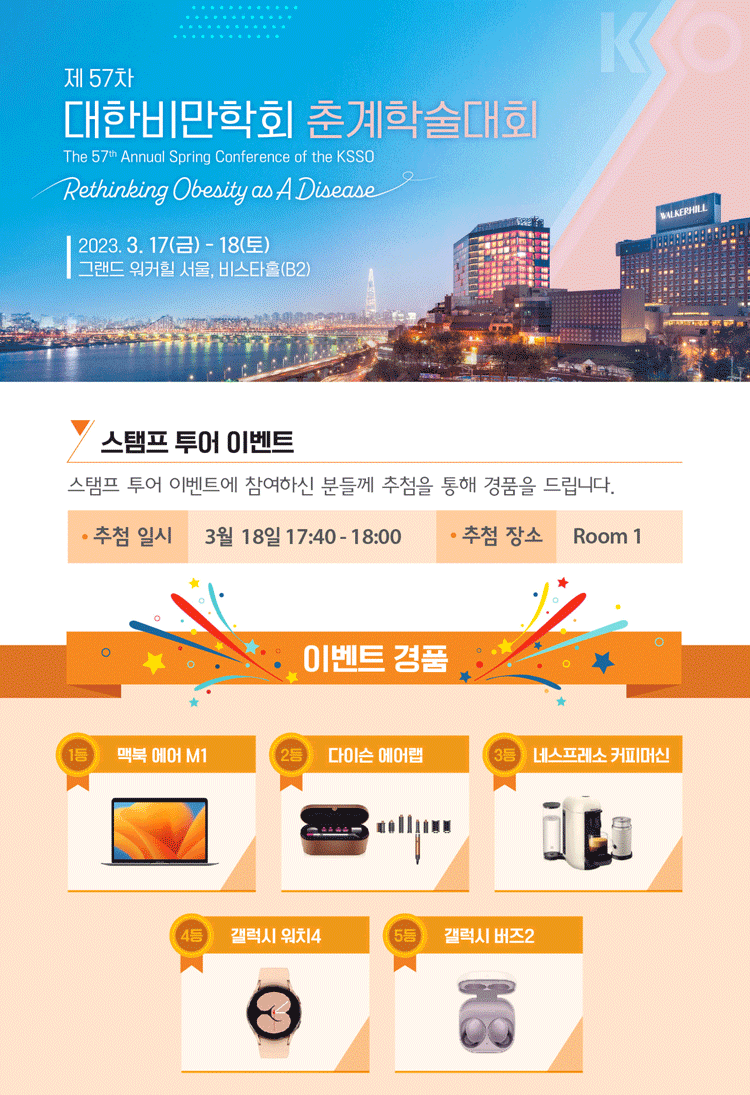 KSSO
제 57차
대한비만학회 춘계학술대회
The 57th Annual Spring Conference of the KSSO
Rethinking Obesity as A Disease
2023. 3. 17(금) - 18(토)
그랜드 워커힐 서울, 비스타홀(B2)
WALKERHILL
스탬프 투어 이벤트
스탬프 투어 이벤트에 참여하신 분들께 추첨을 통해 경품을 드립니다.
• 추첨 일시 3월 18일 17:40 - 18:00 • 추첨 장소 Room 1
이벤트 경품
1등 맥북 에어 M1
2등 다이슨 에어랩
3등 네스프레소 커피머신
4등 갤럭시 워치4
5등 갤럭시 버즈2